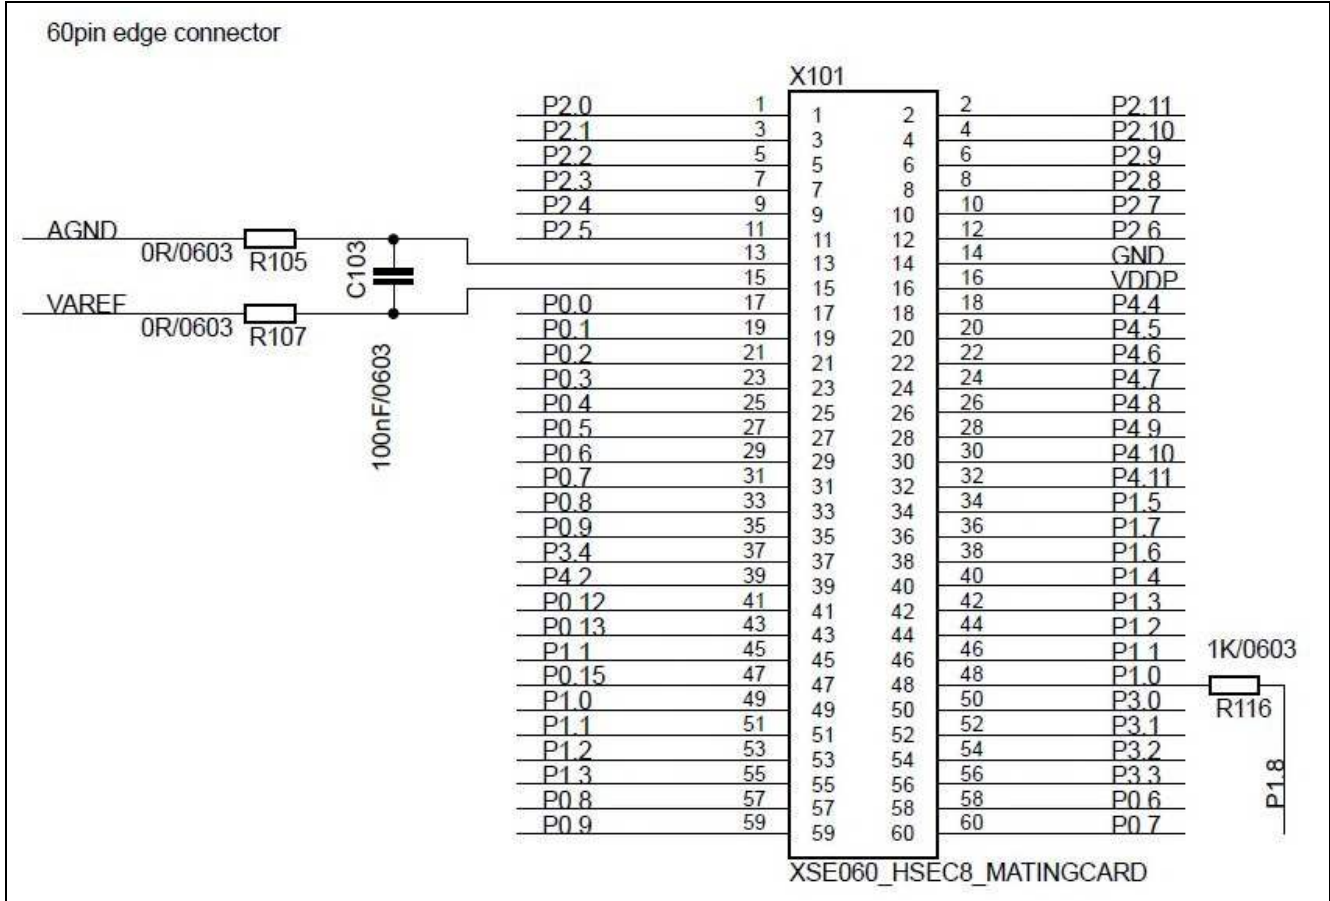 60pin edge connector
X101
P2.0 1 1 2 2 P2.11
P2.1 3 3 4 4 P2.10
P2.2 5 5 6 6 P2.9
P2.3 7 7 8 8 P2.8
P2.4 9 9 10 10 P2.7
AGND P2.5 11 11 12 12 P2.6
0R/0603 R105 C103 13 13 14 14 GND
15 15 16 16 VDDP
VAREF P0.0 17 17 18 18 P4.4
0R/0603 R107 P0.1 19 19 20 20 P4.5
P0.2 21 21 22 22 P4.6
P0.3 23 23 24 24 P4.7
100nF/0603 P0.4 25 25 26 26 P4.8
P0.5 27 27 28 28 P4.9
P0.6 29 29 30 30 P4.10
P0.7 31 31 32 32 P4.11
P0.8 33 33 34 34 P1.5
P0.9 35 35 36 36 P1.7
P3.4 37 37 38 38 P1.6
P4.2 39 39 40 40 P1.4
P0.12 41 41 42 42 P1.3
P0.13 43 43 44 44 P1.2
P1.1 45 45 46 46 P1.1 1K/0603
P0.15 47 47 48 48 P1.0
P1.0 49 49 50 50 P3.0 R116
P1.1 51 51 52 52 P3.1
P1.2 53 53 54 54 P3.2
P1.3 55 55 56 56 P3.3 P1.8
P0.8 57 57 58 58 P0.6
P0.9 59 59 60 60 P0.7
XSE060_HSEC8_MATINGCARD